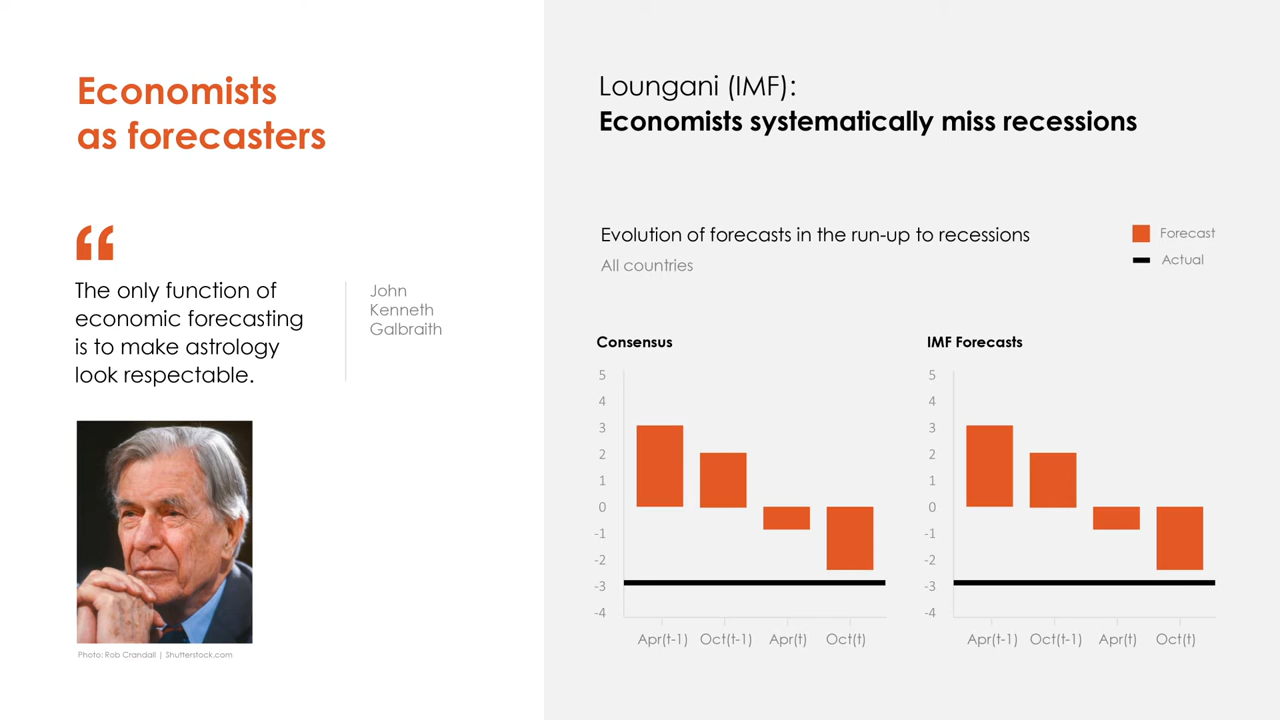 Economists
as forecasters
“
The only function of
economic forecasting
is to make astrology
look respectable.
John
Kenneth
Galbraith
Photo: Rob Crandall | Shutterstock.com
Loungani (IMF):
Economists systematically miss recessions
Evolution of forecasts in the run-up to recessions
All countries
Forecast
Actual
Consensus
5
4
3
2
1
0
-1
-2
-3
-4
Apr(t-1) Oct(t-1) Apr(t) Oct(t)
IMF Forecasts
5
4
3
2
1
0
-1
-2
-3
-4
Apr(t-1) Oct(t-1) Apr(t) Oct(t)